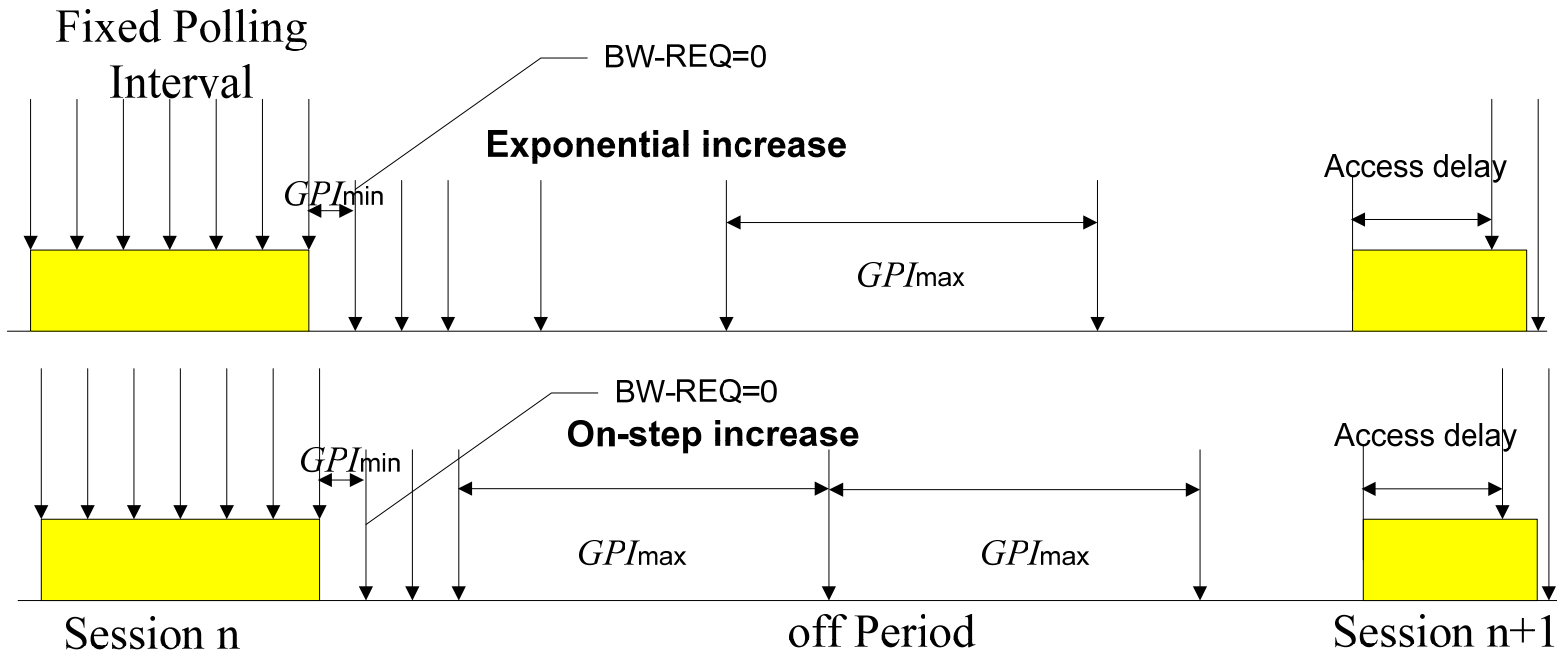 Fixed Polling
Interval
BW-REQ=0
Exponential increase
GPImin
GPImax
Access delay
BW-REQ=0
On-step increase
GPImin
GPImax
GPImax
Access delay
Session n
off Period
Session n+1